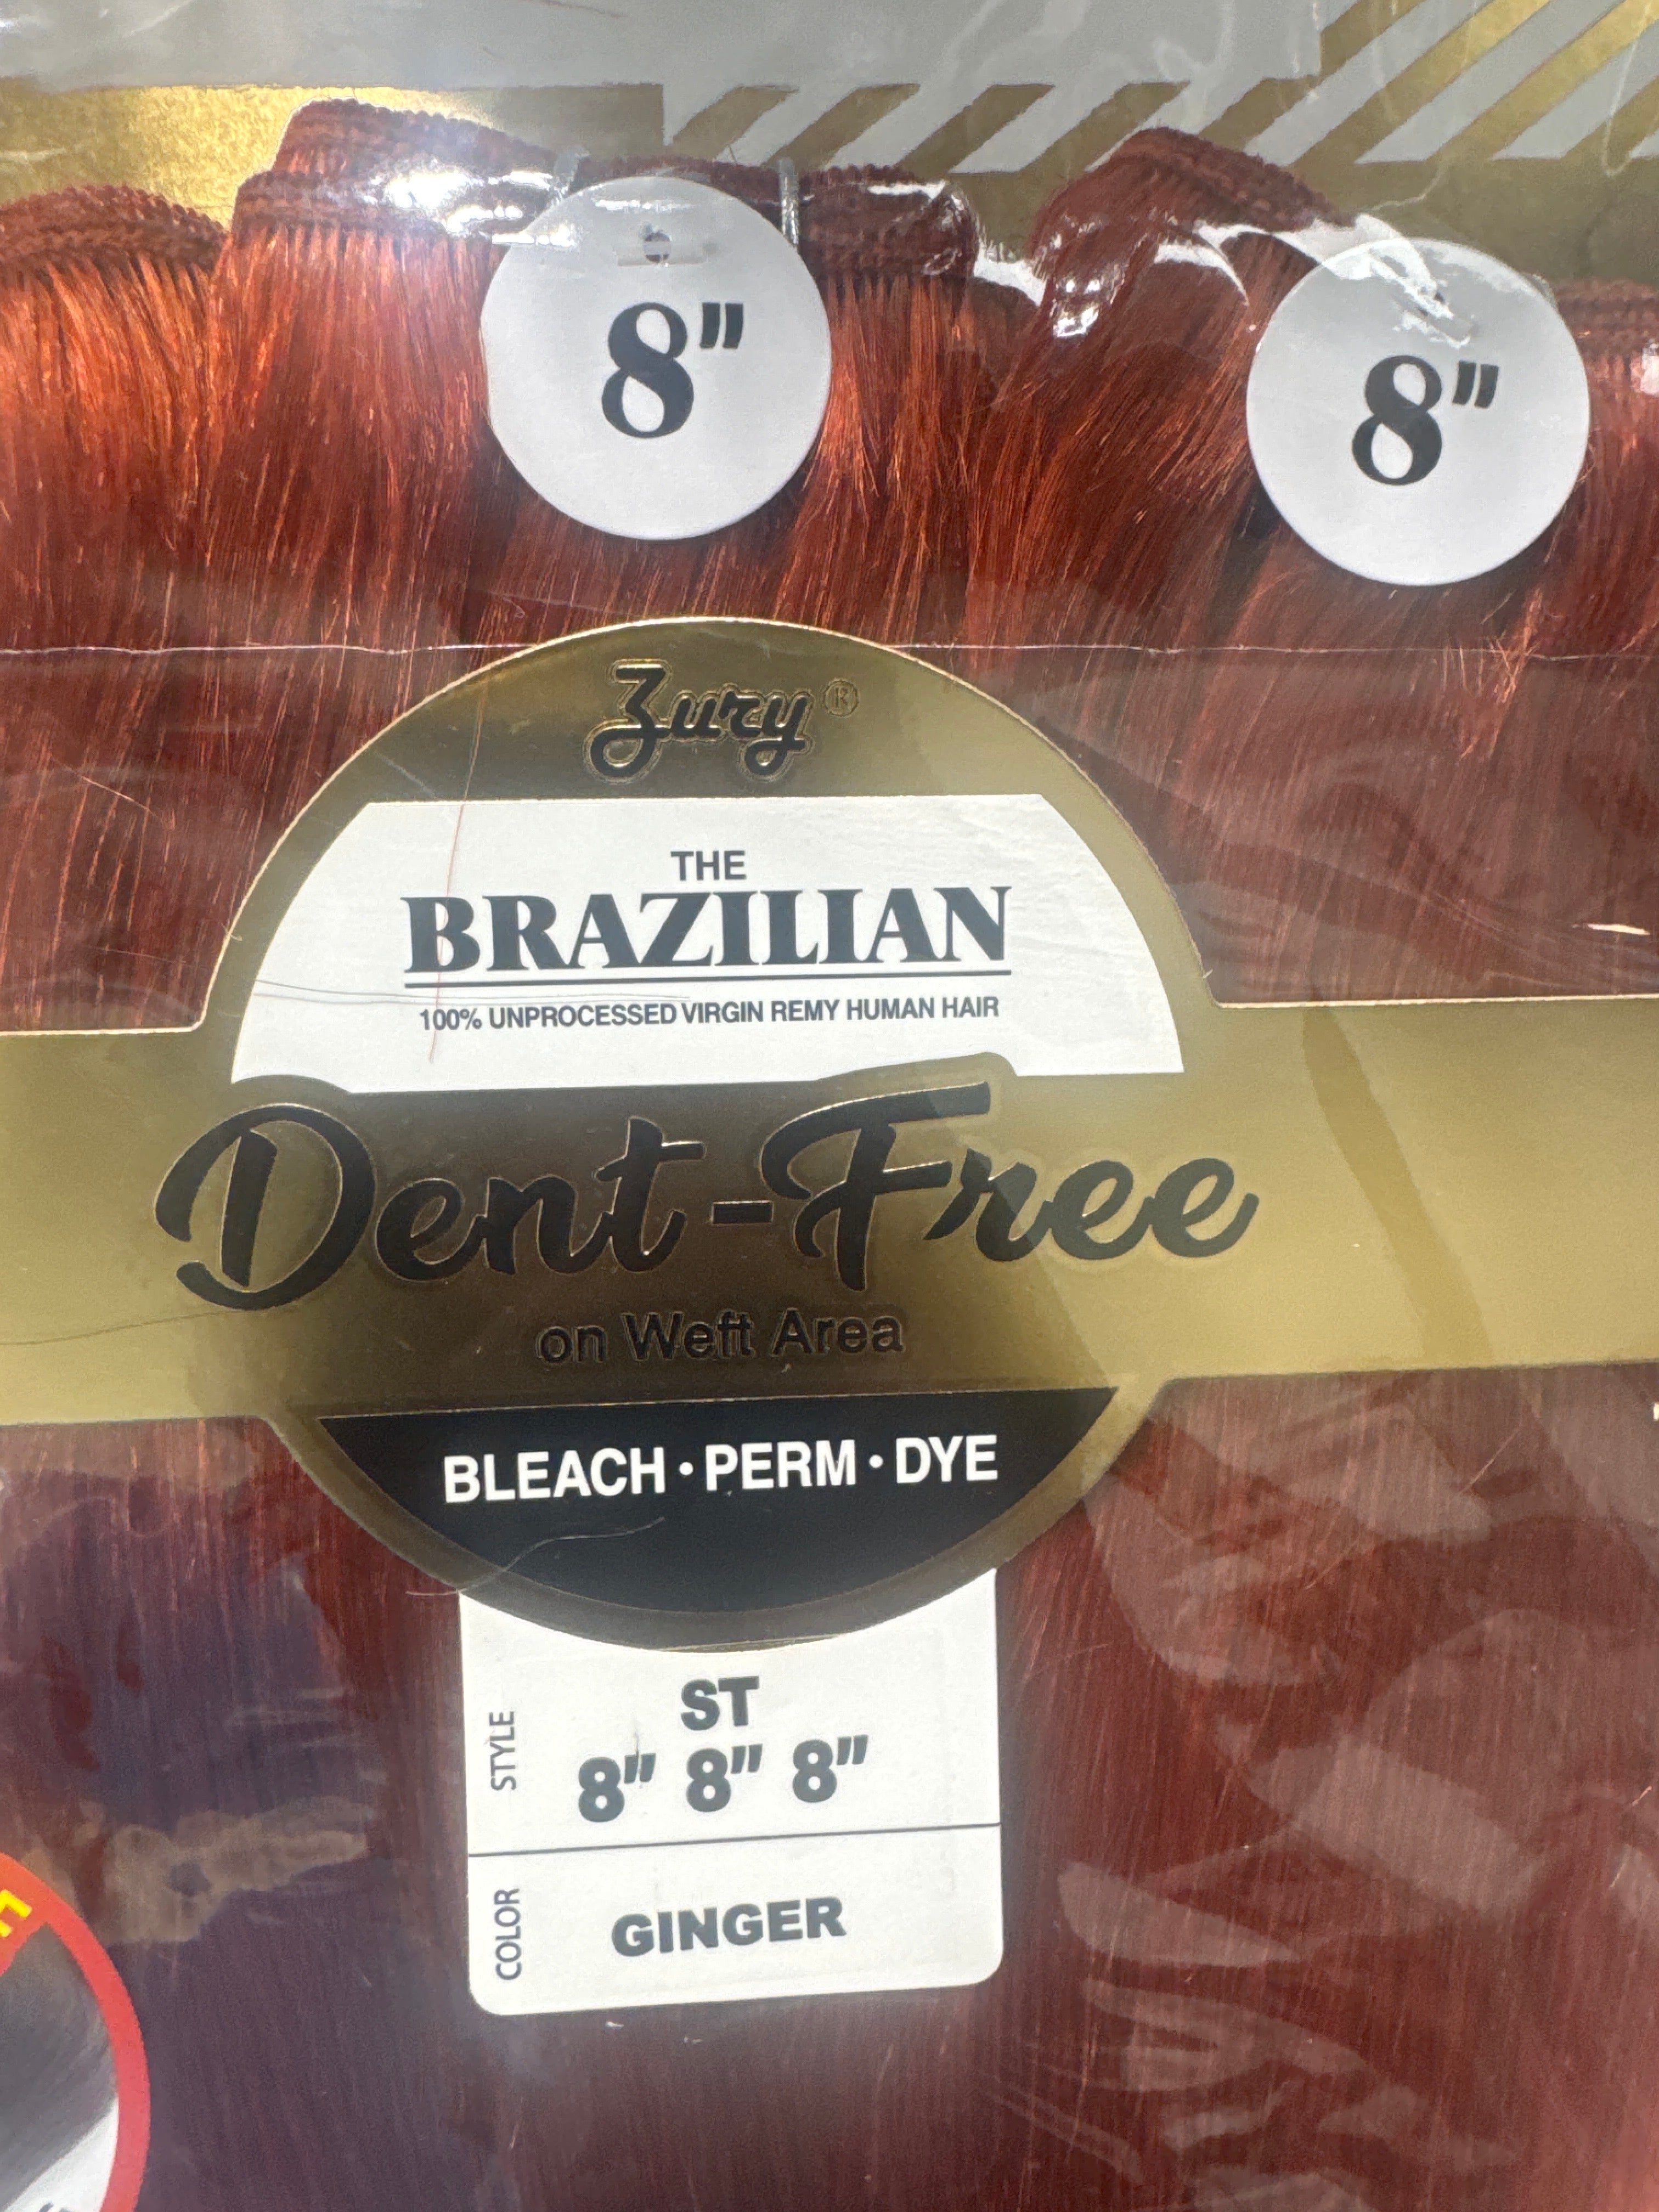 8"
8"
Zury®
THE
BRAZILIAN
100% UNPROCESSED VIRGIN REMY HUMAN HAIR
Dent-Free
on Weft Area
BLEACH • PERM • DYE
STYLE
ST
8" 8" 8"
COLOR
GINGER